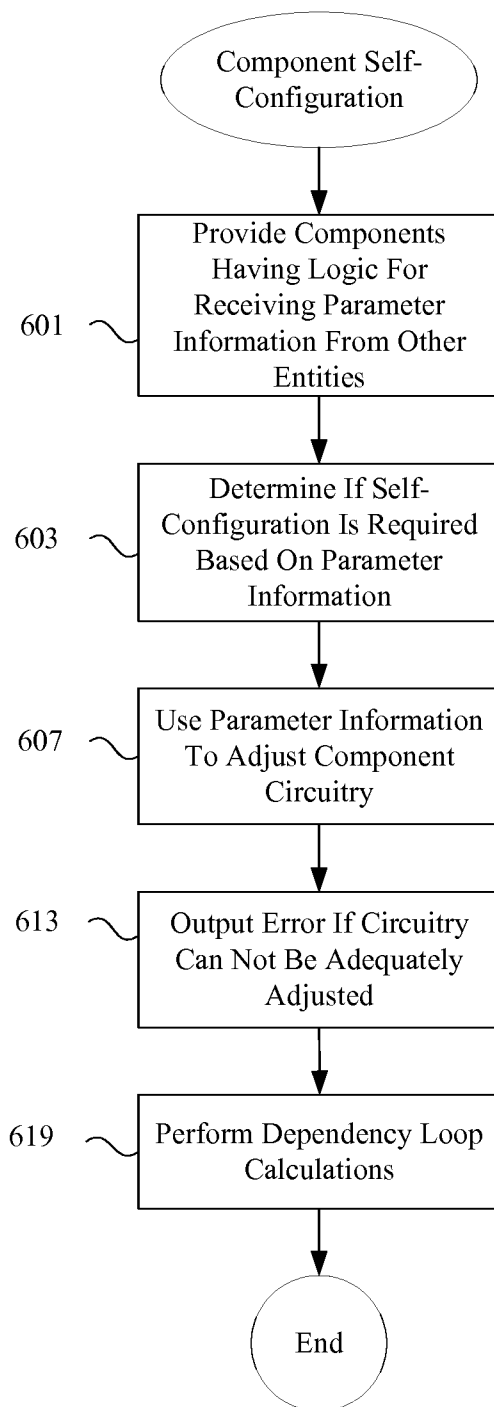 Component Self-
Configuration
601
Provide Components
Having Logic For
Receiving Parameter
Information From Other
Entities
603
Determine If Self-
Configuration Is Required
Based On Parameter
Information
607
Use Parameter Information
To Adjust Component
Circuitry
613
Output Error If Circuitry
Can Not Be Adequately
Adjusted
619
Perform Dependency Loop
Calculations
End